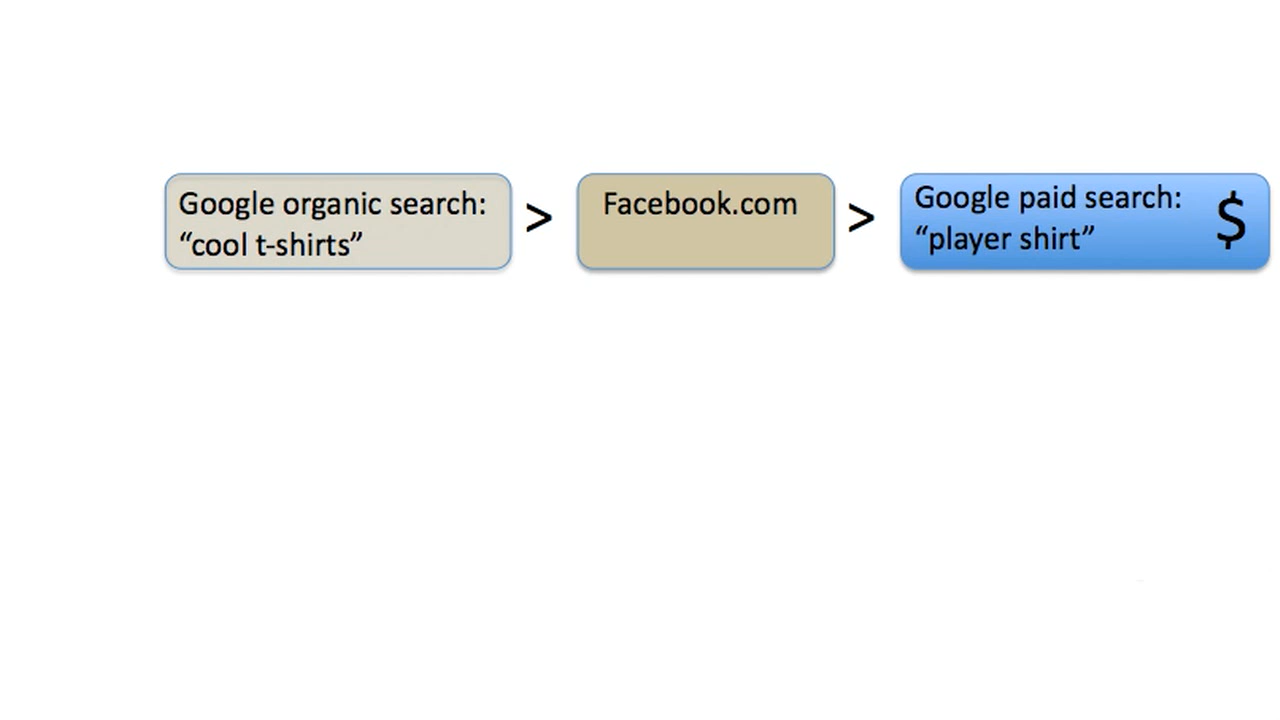 Google organic search:
“cool t-shirts”
>
Facebook.com
>
Google paid search:
“player shirt”
$